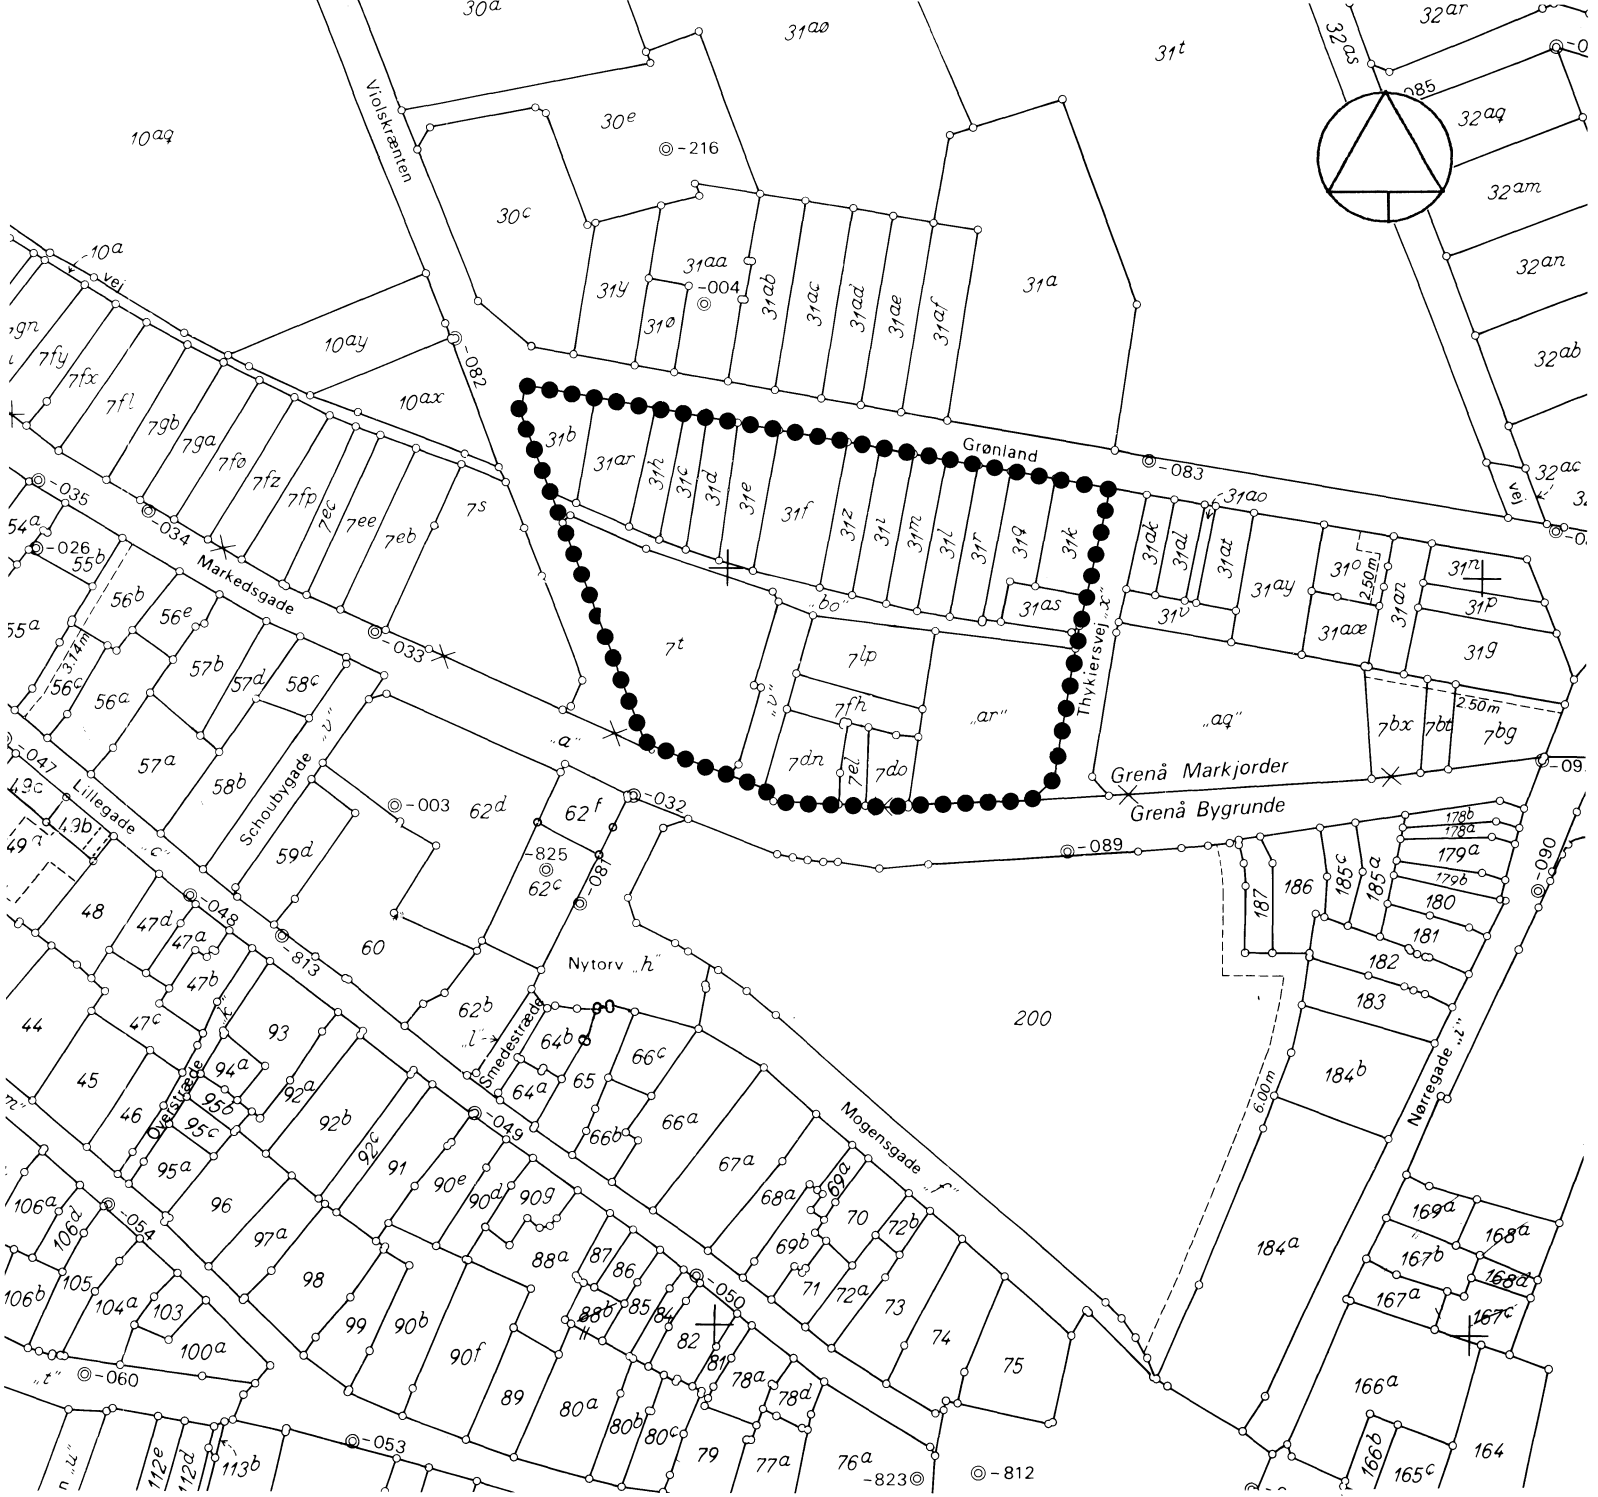 30a
31aø
31t
32ar
32as
-085
10aq
Violskrænten
30e
-216
32aq
30c
32am
10a
vej
31y
31aa
-004
31ø
31ab
31ac
31ad
31ae
31af
31a
32an
7fy
7fx
7fl
7gb
7ga
7fø
7fz
7fp
7ec
7ee
7eb
7s
10ay
10ax
-082
32ab
31b
31ar
31h
31c
31d
31e
31f
31z
31i
31m
31l
31r
31q
31k
31as
Grønland
-083
32ac
vej
31ao
31ak
31al
31at
31v
31ay
31o
2.50m
31an
31aæ
31n
31p
31g
-035
-034
-026
54a
55b
55a
3.14m
Markedsgade
-033
56b
56e
56c
56a
57b
57d
58c
57a
58b
„v"
Schoubygade
„a"
7t
„bo"
„v"
7lp
7fh
7dn
7el
7do
„ar"
Thykiersvej „x"
„aq"
7bx
7bt
7bg
2.50m
Grenå Markjorder
Grenå Bygrunde
-047
49c
49b
Lillegade „c"
-003
59d
62d
62f
-032
-825
62c
-081
-089
178b
178a
179a
179b
180
181
182
183
185c
185a
186
187
-090
48
47d
47a
47b
47c
-048
-813
60
62b
Nytorv „h"
„l"
Smedestræde
64b
64a
65
66c
66b
66a
200
6.00m
184b
184a
Nørregade „i"
44
45
46
93
94a
95b
95c
95a
Overstræde
92a
92b
92c
91
90e
90d
90g
-049
96
97a
98
99
90b
90f
89
88a
88b
87
86
85
84
82
81
-050
67a
68a
69a
69b
70
71
72b
72a
73
74
75
Mogensgade „f"
169a
168a
167b
168d
167a
167c
166a
166b
165c
164
106a
106d
106b
105
104a
103
100a
-054
„t"
-060
-053
112e
112d
113b
80a
80b
80c
79
78a
78d
77a
76a
-823
-812